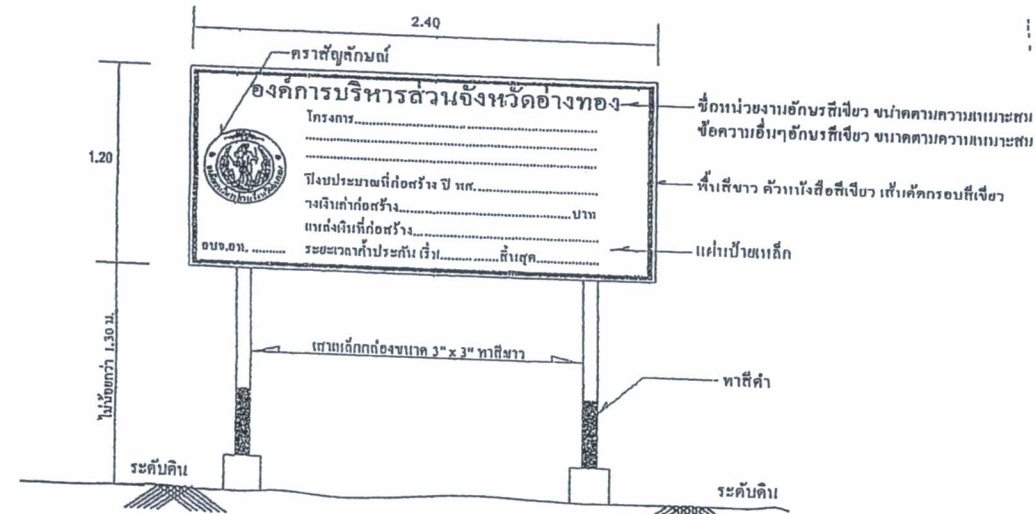 2.40
ตราสัญลักษณ์
องค์การบริหารส่วนจังหวัดอ่างทอง
ชื่อหน่วยงานอักษรสีเขียว ขนาดตามความเหมาะสม
ข้อความอื่นๆอักษรสีเขียว ขนาดตามความเหมาะสม
โครงการ........................
1.20
ปีงบประมาณที่ก่อสร้าง ปี พศ.........................
พื้นสีขาว ตัวหนังสือสีเขียว เส้นคัดกรอบสีเขียว
วงเงินค่าก่อสร้าง........................บาท
แหล่งเงินที่ก่อสร้าง........................
อบจ.อท. ..........
ระยะเวลาค้ำประกัน เริ่ม..................สิ้นสุด..................
แผ่นป้ายเหล็ก
ไม่น้อยกว่า 1.30 ม.
เสาเหล็กกล่องขนาด 3" x 3" ทาสีขาว
ทาสีดำ
ระดับดิน
ระดับดิน